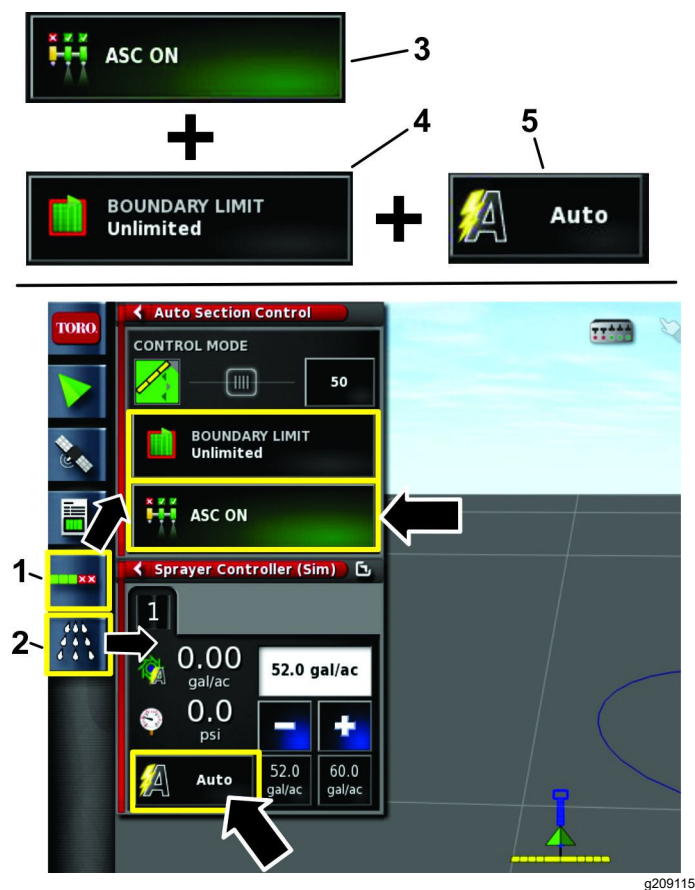 ASC ON
3
4
5
BOUNDARY LIMIT
Unlimited
Auto
TORO.
Auto Section Control
CONTROL MODE
50
BOUNDARY LIMIT
Unlimited
ASC ON
1
Sprayer Controller (Sim)
2
1
0.00
gal/ac
52.0 gal/ac
0.0
psi
Auto
52.0
gal/ac
60.0
gal/ac
g209115